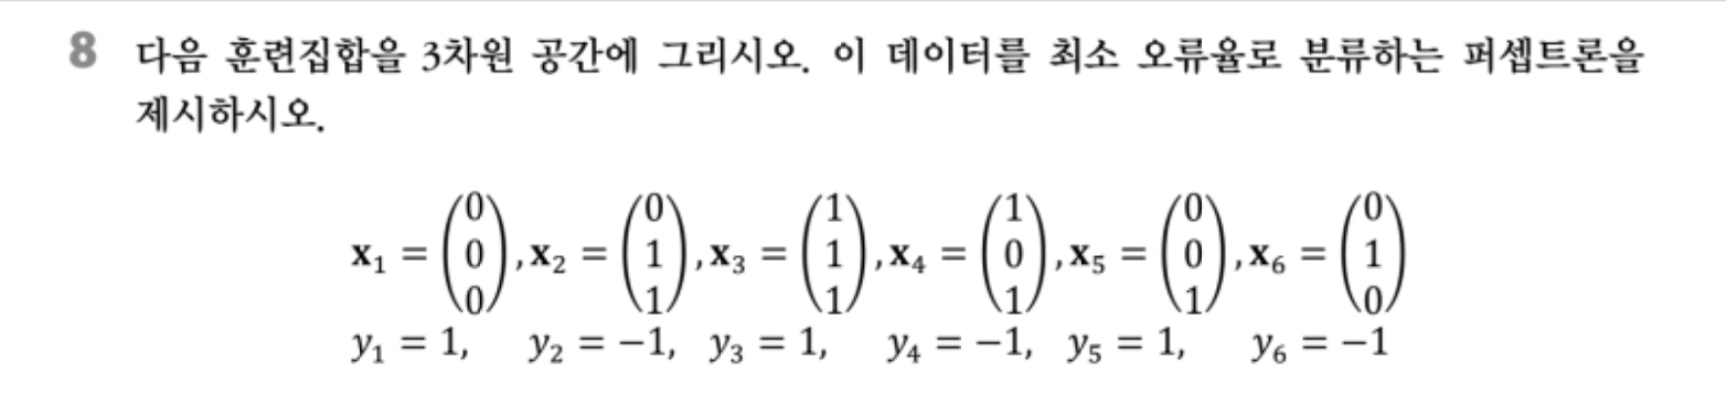 8 다음 훈련집합을 3차원 공간에 그리시오. 이 데이터를 최소 오류율로 분류하는 퍼셉트론을
제시하시오.
x₁ = (0 0 0), x₂ = (0 1 1), x₃ = (1 1 1), x₄ = (1 0 1), x₅ = (0 0 1), x₆ = (0 1 0)
y₁ = 1, y₂ = −1, y₃ = 1, y₄ = −1, y₅ = 1, y₆ = −1